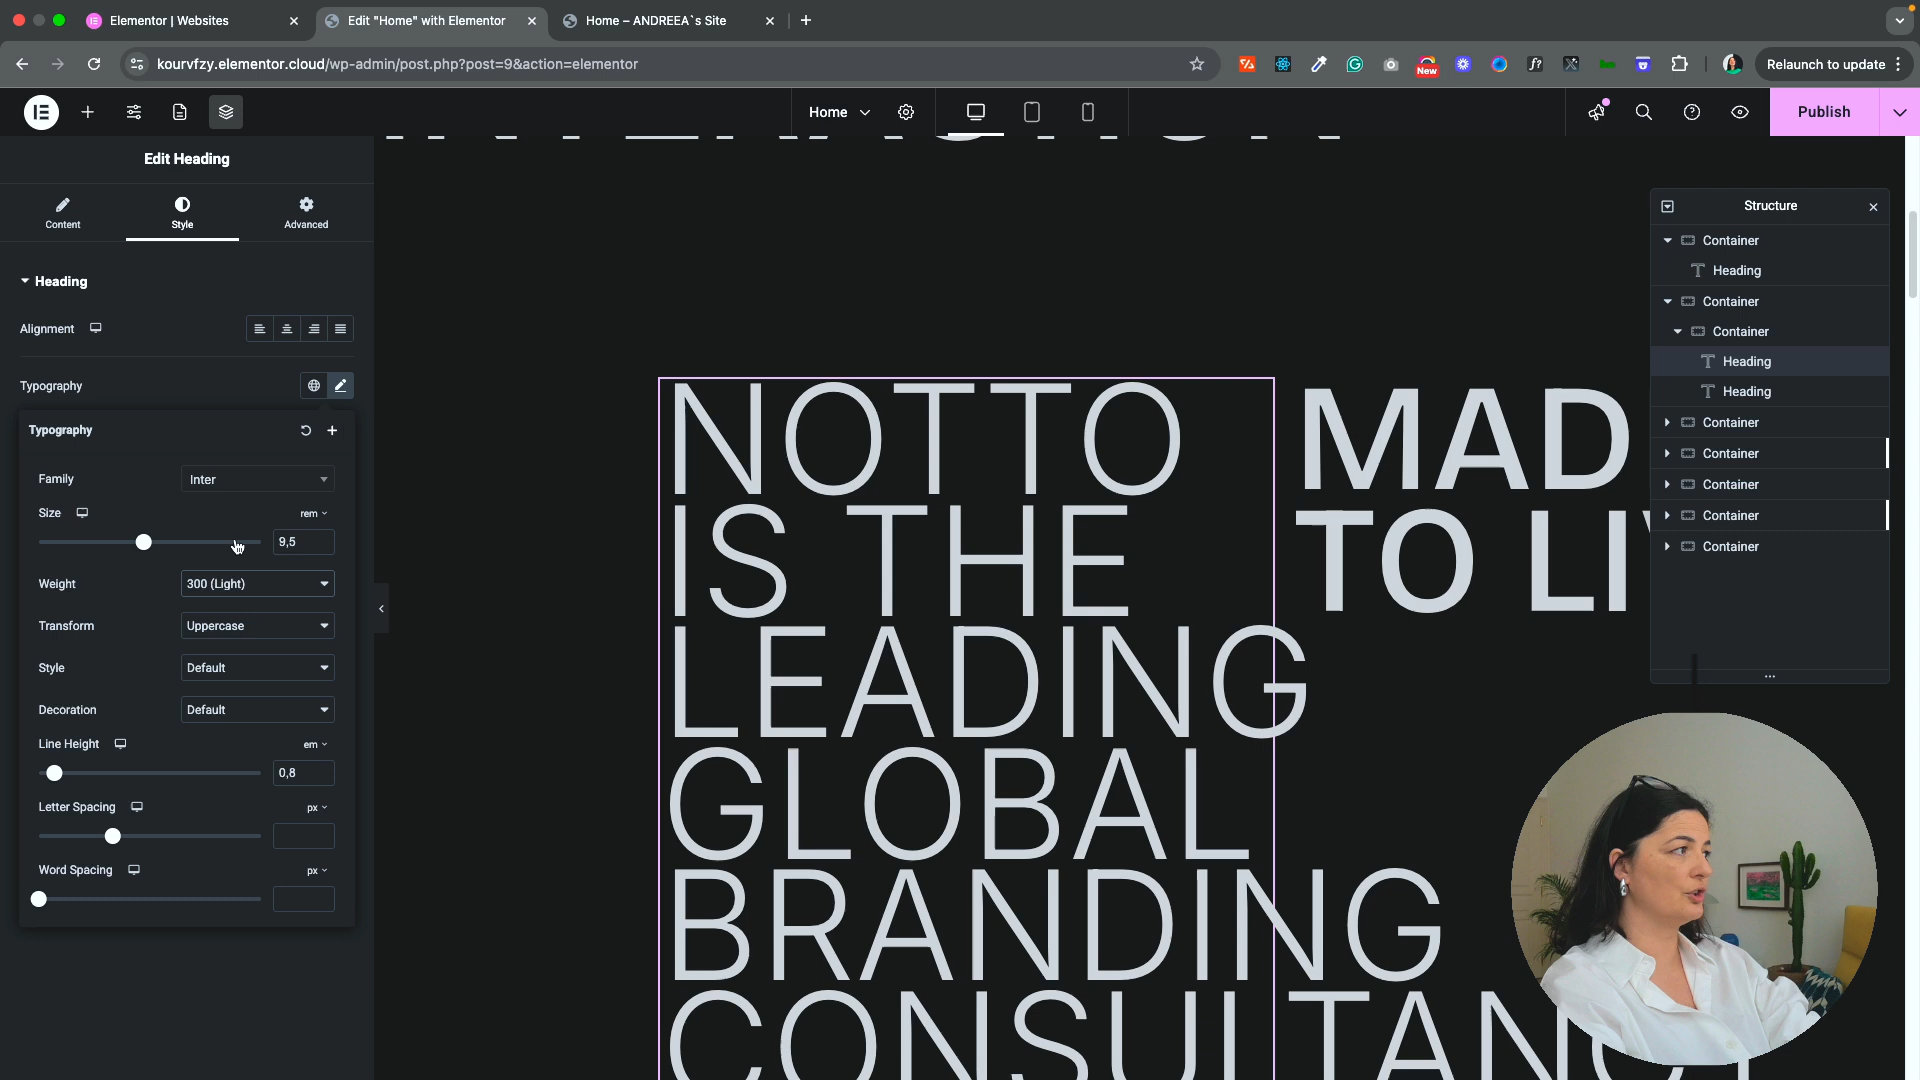 Elementor | Websites
Edit "Home" with Elementor
Home – ANDREEA`s Site
kourvfzy.elementor.cloud/wp-admin/post.php?post=9&action=elementor
New
f?
Relaunch to update
Home
Publish
Edit Heading
Content
Style
Advanced
Heading
Alignment
Typography
Typography
Family
Inter
Size
rem
9,5
Weight
300 (Light)
Transform
Uppercase
Style
Default
Decoration
Default
Line Height
em
0,8
Letter Spacing
px
Word Spacing
px
NOT TO
IS THE
LEADING
GLOBAL
BRANDING
CONSULTANC
MAD
TO LI
Structure
Container
Heading
Container
Container
Heading
Heading
Container
Container
Container
Container
Container